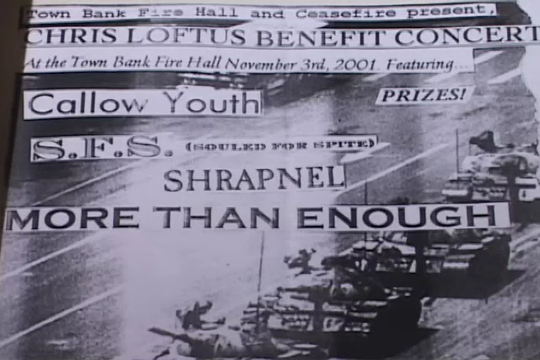 Town Bank Fire Hall and Ceasefire present,
CHRIS LOFTUS BENEFIT CONCERT
At the Town Bank Fire Hall November 3rd, 2001. Featuring...
Callow Youth
PRIZES!
S.F.S. (SOULED FOR SPITE)
SHRAPNEL
MORE THAN ENOUGH